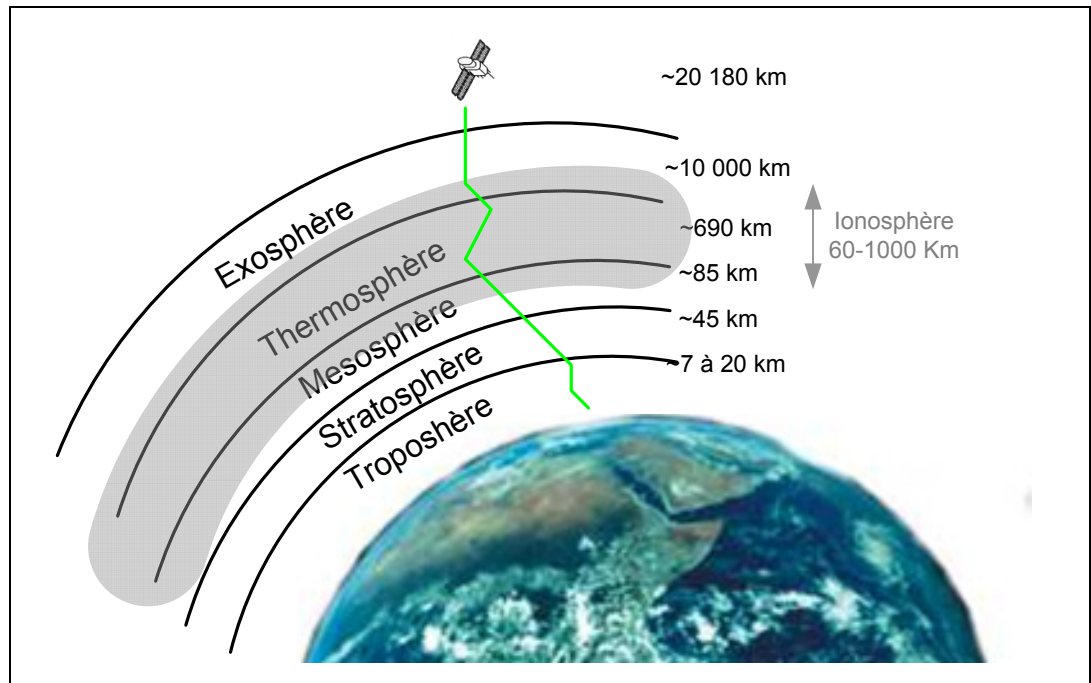 ~20 180 km
~10 000 km
Ionosphère
60-1000 Km
~690 km
~85 km
~45 km
~7 à 20 km
Exosphère
Thermosphère
Mesosphère
Stratosphère
Troposhère